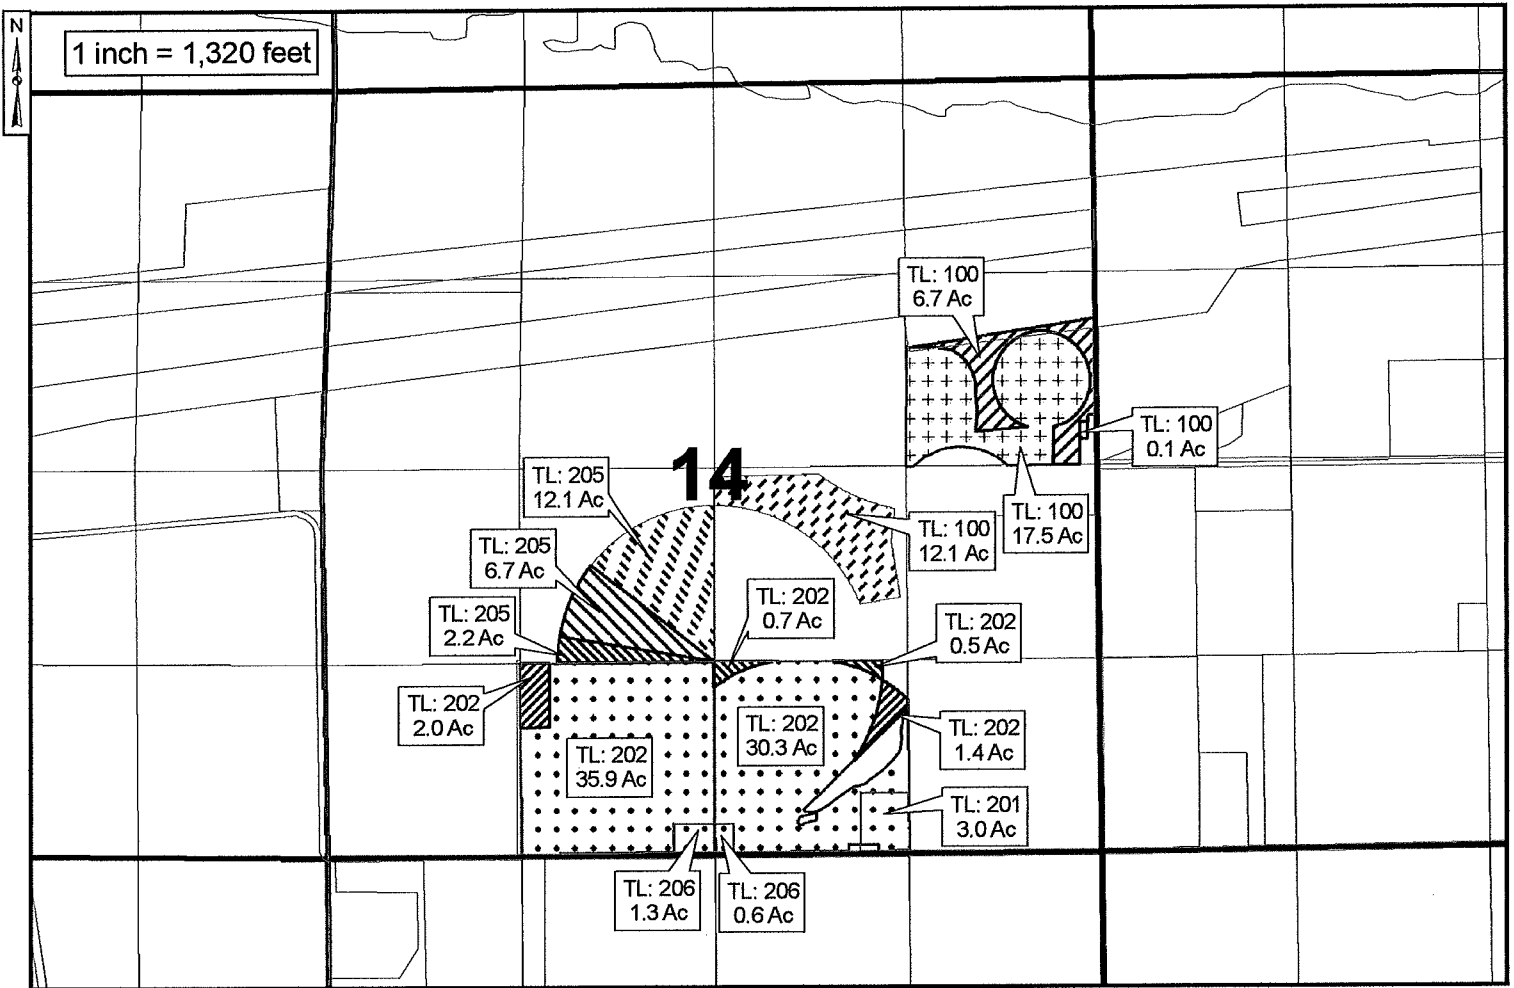 N
1 inch = 1,320 feet
TL: 100
6.7 Ac
TL: 100
0.1 Ac
14
TL: 205
12.1 Ac
TL: 100
17.5 Ac
TL: 100
12.1 Ac
TL: 205
6.7 Ac
TL: 202
0.7 Ac
TL: 205
2.2 Ac
TL: 202
0.5 Ac
TL: 202
2.0 Ac
TL: 202
30.3 Ac
TL: 202
1.4 Ac
TL: 202
35.9 Ac
TL: 201
3.0 Ac
TL: 206
1.3 Ac
TL: 206
0.6 Ac